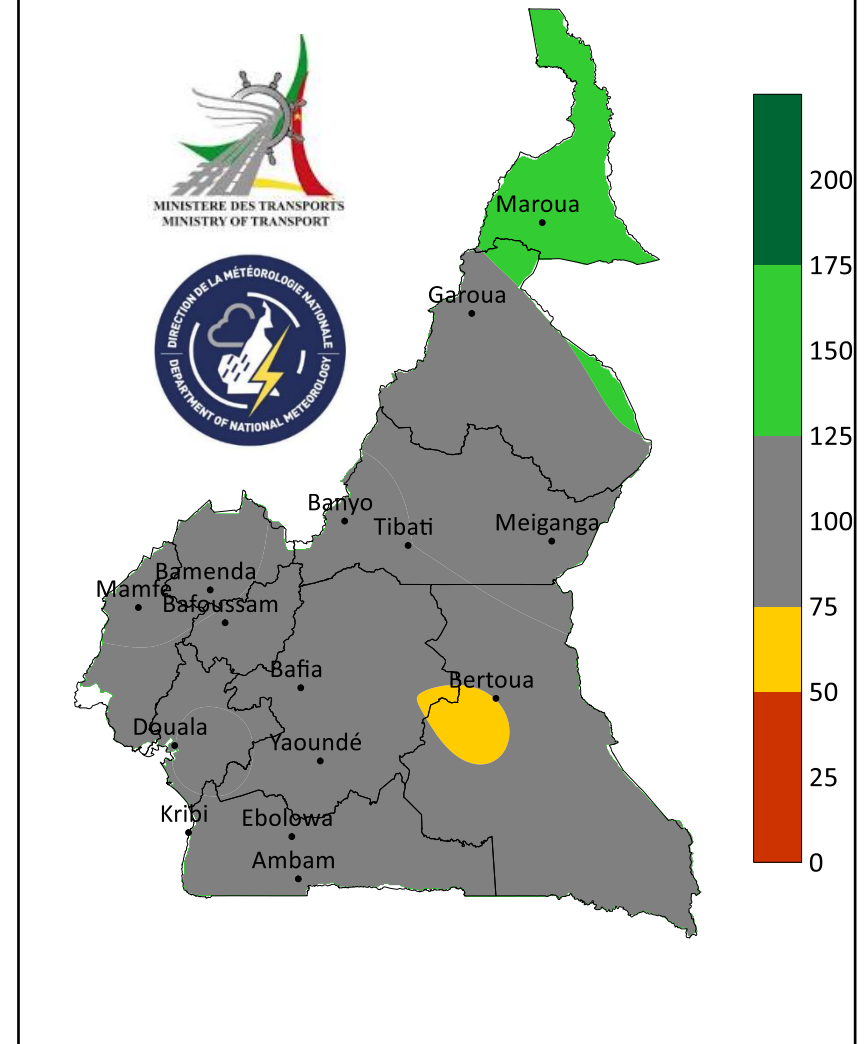 MINISTERE DES TRANSPORTS
MINISTRY OF TRANSPORT
DIRECTION DE LA MÉTÉOROLOGIE NATIONALE
DEPARTMENT OF NATIONAL METEOROLOGY
Maroua
Garoua
Banyo
Tibati
Meiganga
Bamenda
Mamfe
Bafoussam
Bafia
Bertoua
Douala
Yaoundé
Kribi
Ebolowa
Ambam
200
175
150
125
100
75
50
25
0